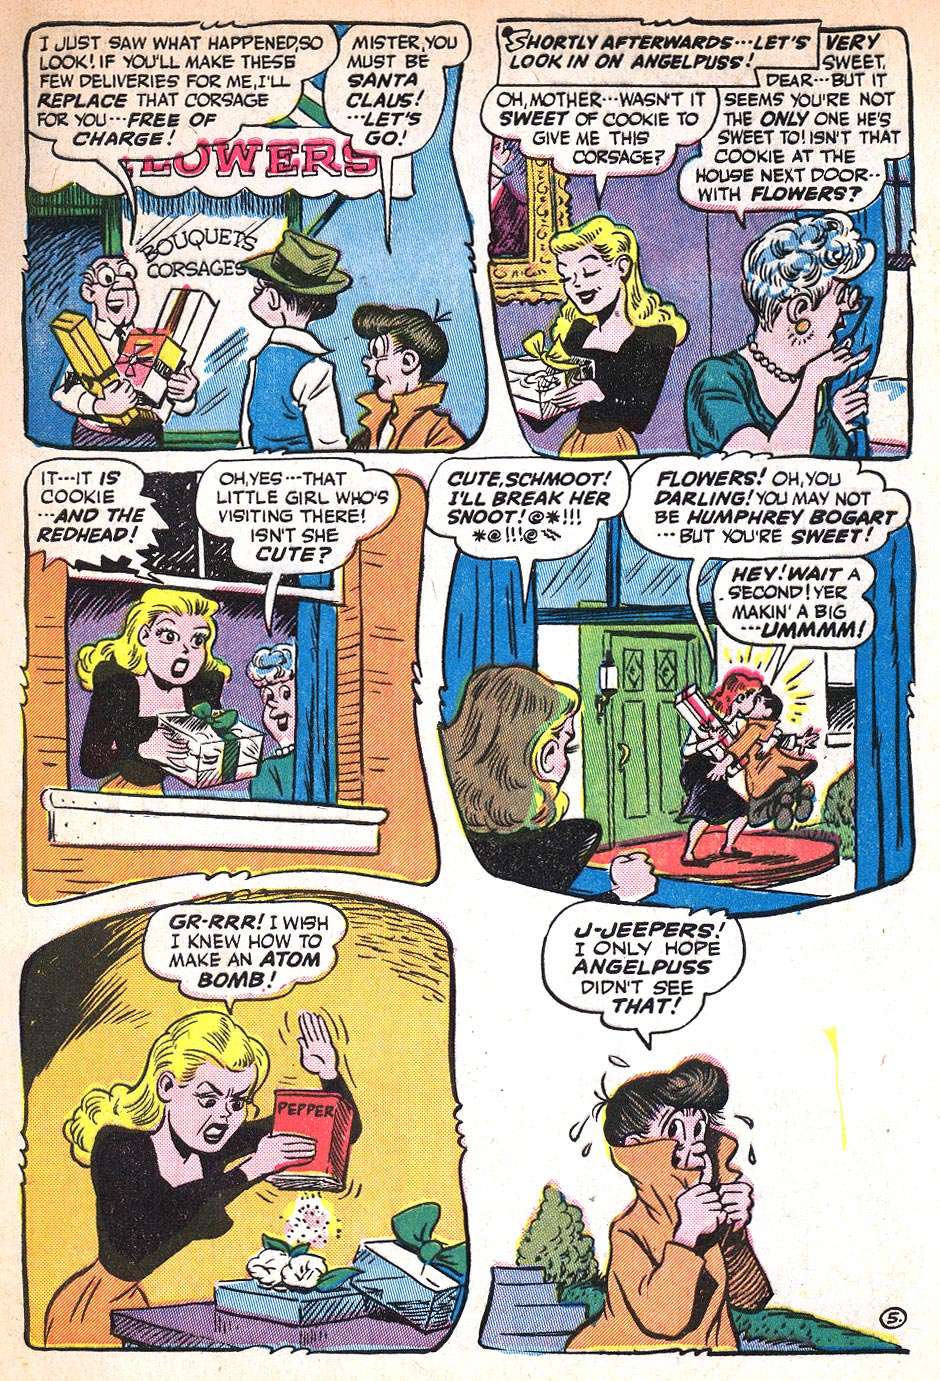 I JUST SAW WHAT HAPPENED, SO
LOOK! IF YOU'LL MAKE THESE
FEW DELIVERIES FOR ME, I'LL
REPLACE THAT CORSAGE
FOR YOU---FREE OF
CHARGE!
MISTER, YOU
MUST BE
SANTA
CLAUS!
---LET'S
GO!
FLOWERS
BOUQUETS
CORSAGES
SHORTLY AFTERWARDS---LET'S
LOOK IN ON ANGELPUSS!
OH, MOTHER---WASN'T IT
SWEET OF COOKIE TO
GIVE ME THIS
CORSAGE?
VERY
SWEET,
DEAR---BUT IT
SEEMS YOU'RE NOT
THE ONLY ONE HE'S
SWEET TO! ISN'T THAT
COOKIE AT THE
HOUSE NEXT DOOR--
WITH FLOWERS?
IT---IT IS
COOKIE
---AND THE
REDHEAD!
OH, YES---THAT
LITTLE GIRL WHO'S
VISITING THERE!
ISN'T SHE
CUTE?
CUTE, SCHMOOT!
I'LL BREAK HER
SNOOT! @*!!!
*@!!!@
FLOWERS! OH, YOU
DARLING! YOU MAY NOT
BE HUMPHREY BOGART
---BUT YOU'RE SWEET!
HEY! WAIT A
SECOND! YER
MAKIN' A BIG
---UMMMM!
GR-RRR! I WISH
I KNEW HOW TO
MAKE AN ATOM
BOMB!
PEPPER
J-JEEPERS!
I ONLY HOPE
ANGELPUSS
DIDN'T SEE
THAT!
5.